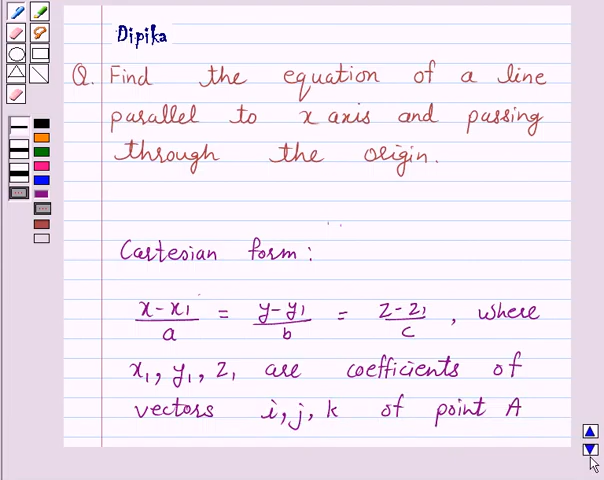 Dipika
Q. Find the equation of a line
parallel to x axis and passing
through the origin.
Cartesian form:
x-x₁/a = y-y₁/b = z-z₁/c, where
x₁, y₁, z₁ are coefficients of
vectors i, j, k of point A